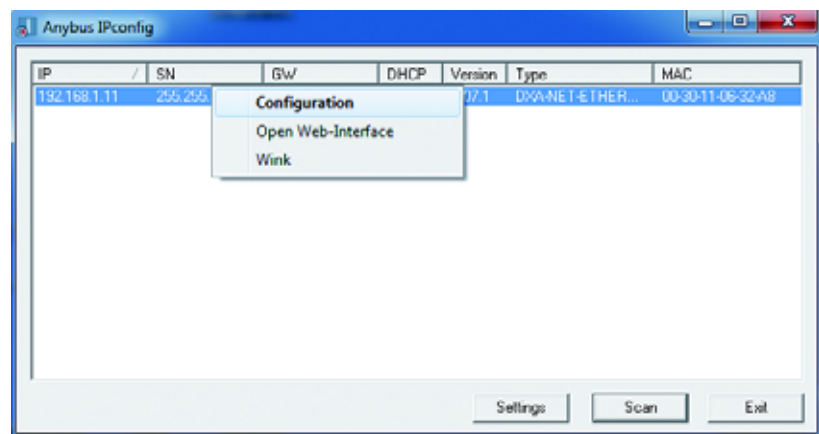 Anybus IPconfig
IP / SN GW DHCP Version Type MAC
192.168.1.11 255.255. 07.1 DXA-NET-ETHER... 00-30-11-06-32-A8
Configuration
Open Web-Interface
Wink
Settings Scan Exit